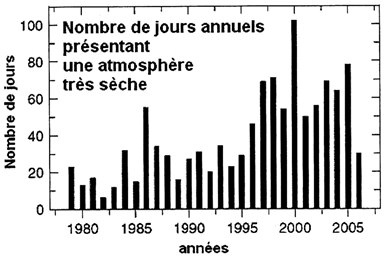 Nombre de jours annuels
présentant
une atmosphère
très sèche
Nombre de jours
100
80
60
40
20
0
1980 1985 1990 1995 2000 2005
années